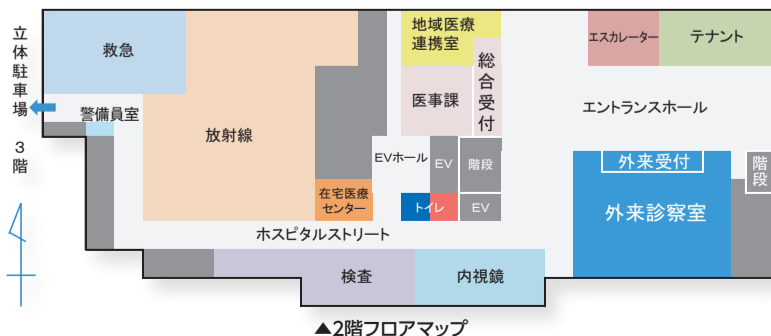 立体駐車場 3階
救急
警備員室
放射線
地域医療
連携室
医事課
総合受付
エスカレーター
テナント
エントランスホール
EVホール
EV
階段
在宅医療
センター
トイレ
EV
外来受付
階段
外来診察室
ホスピタルストリート
検査
内視鏡
▲2階フロアマップ